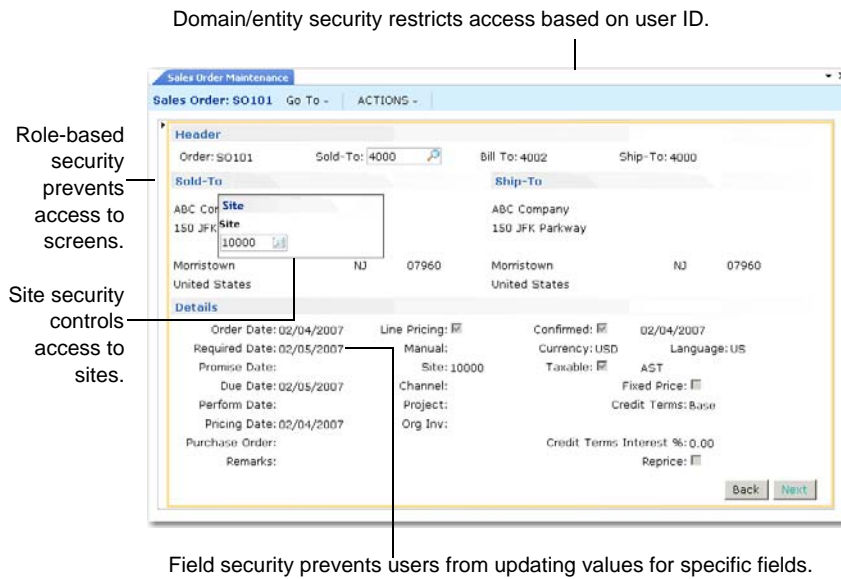 Domain/entity security restricts access based on user ID.
Sales Order Maintenance
Sales Order: SO101 Go To - ACTIONS -
Role-based
security
prevents
access to
screens.
Header
Order: SO101 Sold-To: 4000 Bill To: 4002 Ship-To: 4000
Sold-To Ship-To
ABC Cor ABC Company
150 JFK 150 JFK Parkway
Site
Site
10000
Morristown NJ 07960 Morristown NJ 07960
United States United States
Site security
controls
access to
sites.
Details
Order Date: 02/04/2007 Line Pricing: Confirmed: 02/04/2007
Required Date: 02/05/2007 Manual: Currency: USD Language: US
Promise Date: Site: 10000 Taxable: AST
Due Date: 02/05/2007 Channel: Fixed Price:
Perform Date: Project: Credit Terms: Base
Pricing Date: 02/04/2007 Org Inv:
Purchase Order: Credit Terms Interest %: 0.00
Remarks: Reprice:
Back Next
Field security prevents users from updating values for specific fields.